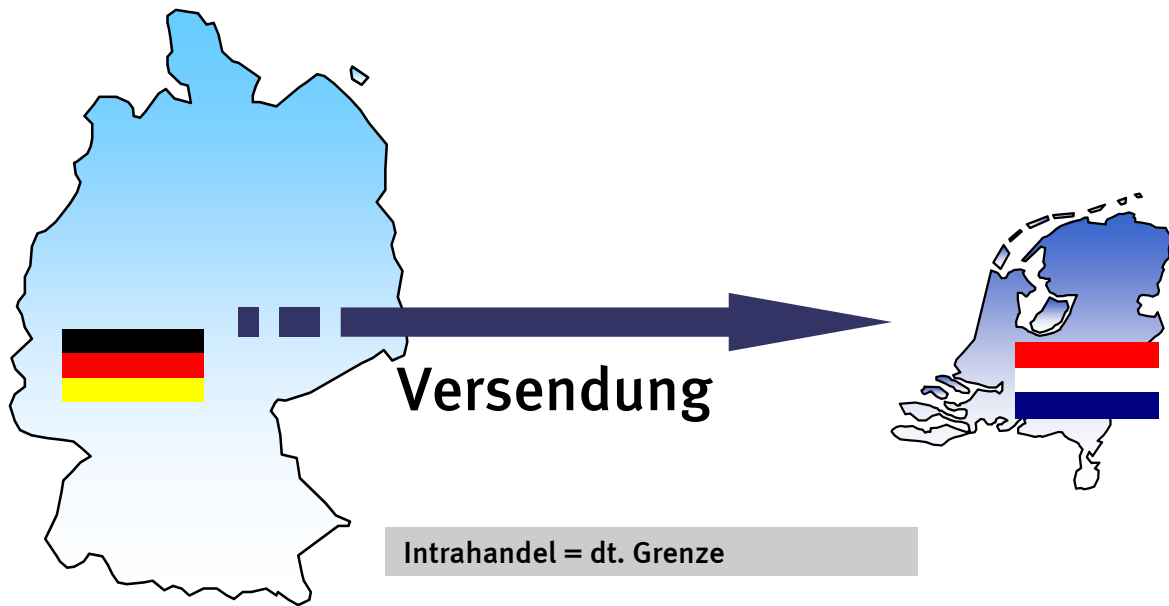 Versendung
Intrahandel = dt. Grenze